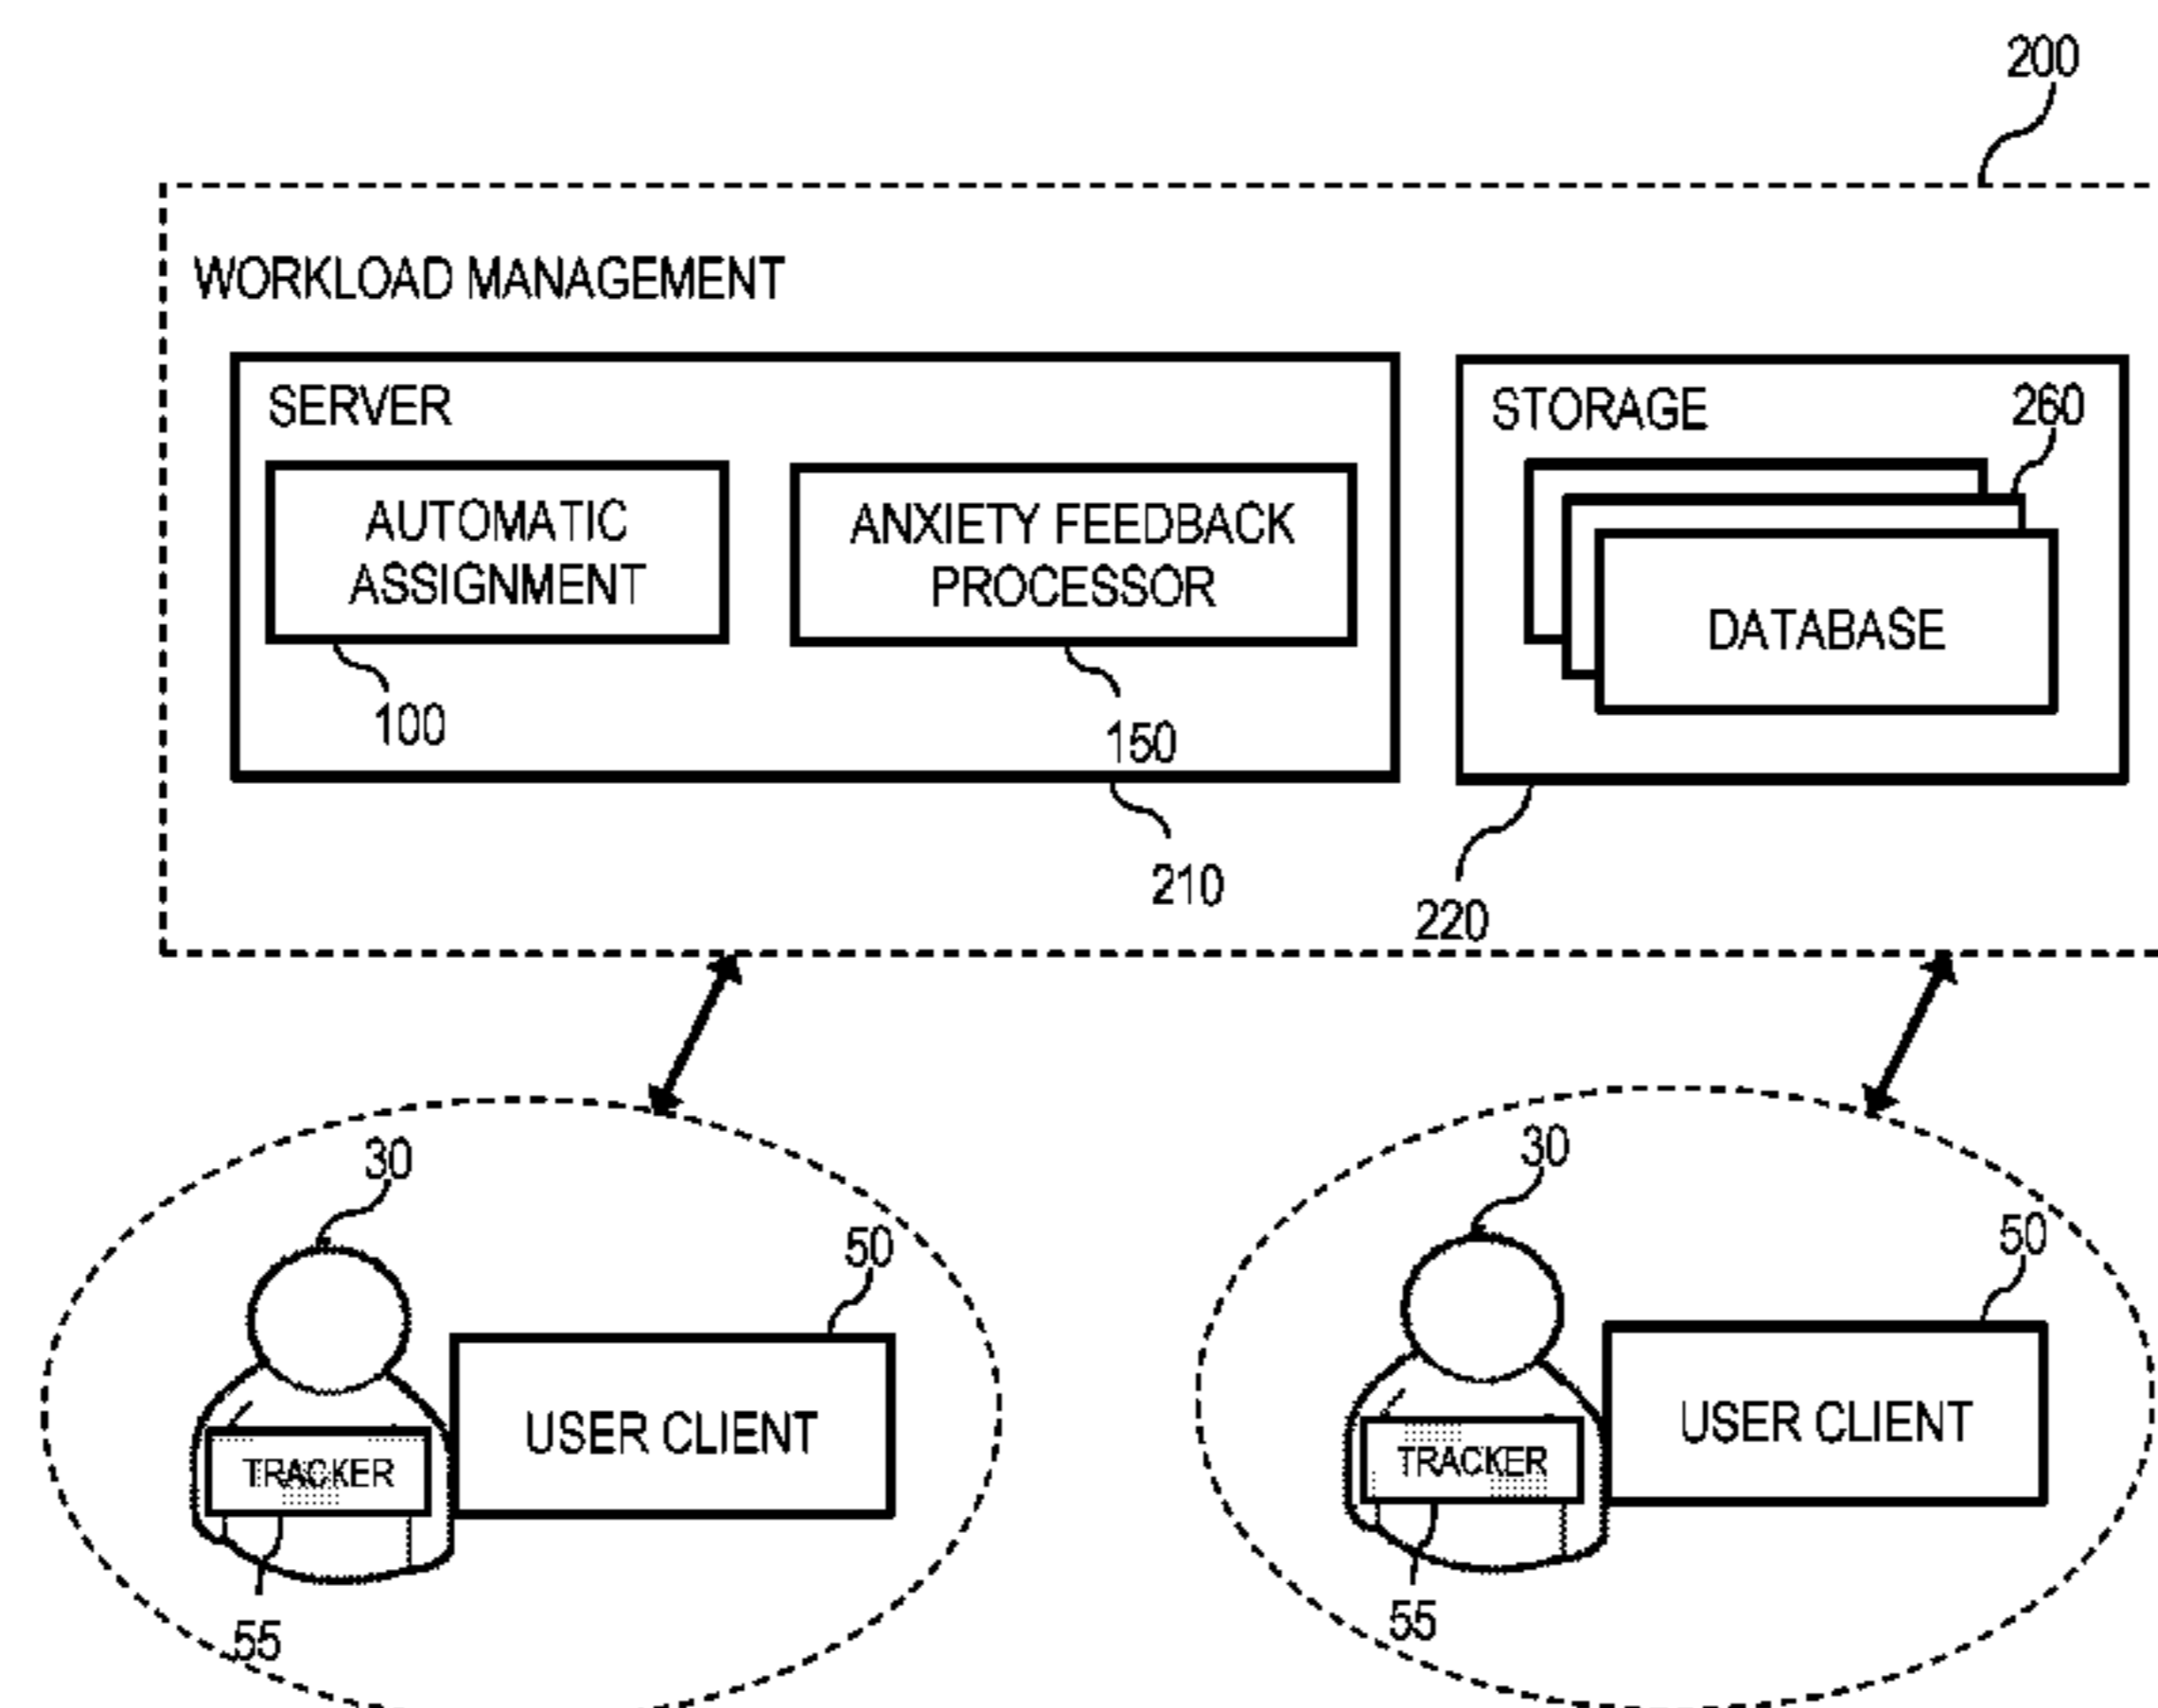 200
WORKLOAD MANAGEMENT
SERVER
STORAGE
260
AUTOMATIC
ASSIGNMENT
ANXIETY FEEDBACK
PROCESSOR
DATABASE
100
150
210
220
30
50
USER CLIENT
TRACKER
55
30
50
USER CLIENT
TRACKER
55